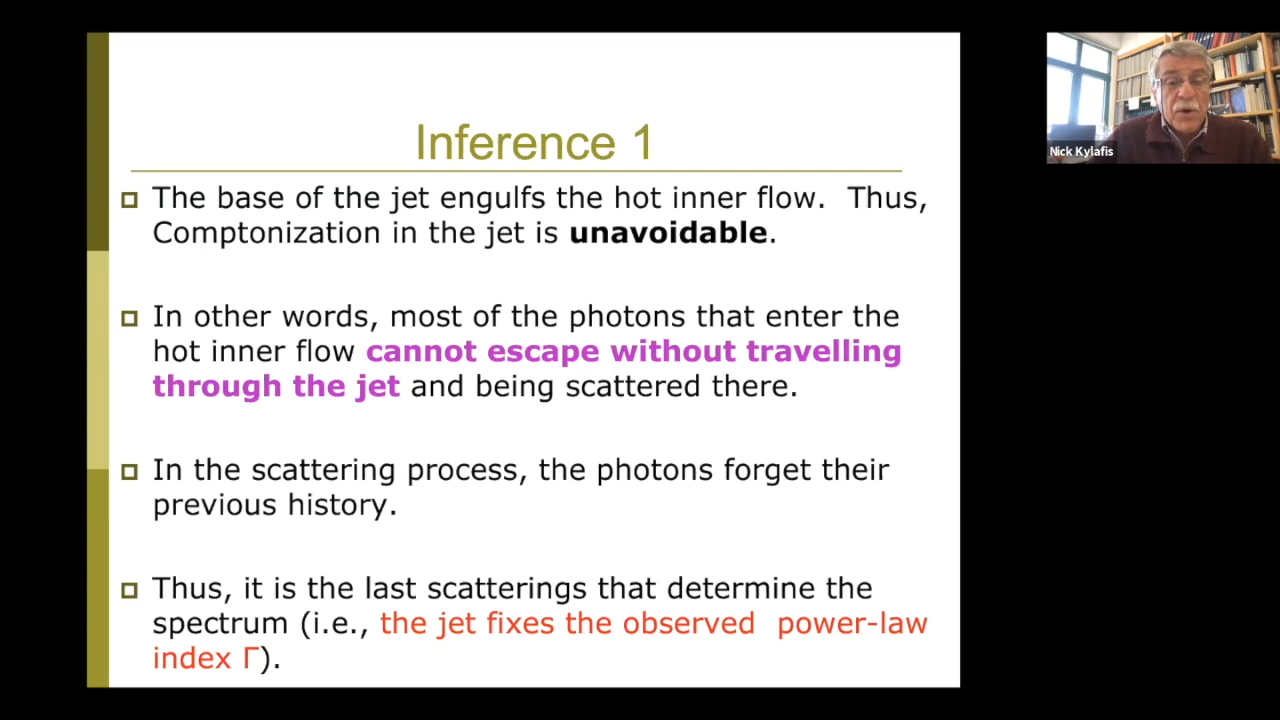 Inference 1
The base of the jet engulfs the hot inner flow.  Thus,
Comptonization in the jet is unavoidable.
In other words, most of the photons that enter the
hot inner flow cannot escape without travelling
through the jet and being scattered there.
In the scattering process, the photons forget their
previous history.
Thus, it is the last scatterings that determine the
spectrum (i.e., the jet fixes the observed  power-law
index Γ).
Nick Kylafis